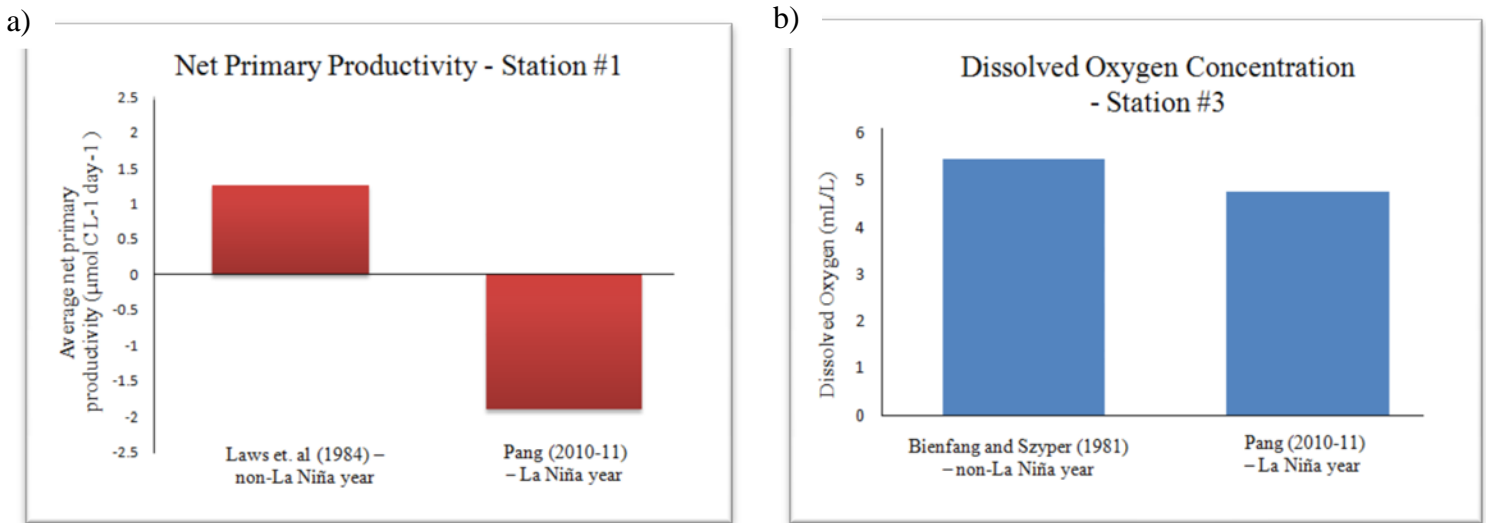 a)
Net Primary Productivity - Station #1
Average net primary
productivity (μmol C L-1 day-1 )
2.5
2
1.5
1
0.5
0
-0.5
-1
-1.5
-2
-2.5
Laws et. al (1984) –
non-La Niña year
Pang (2010-11)
– La Niña year
b)
Dissolved Oxygen Concentration
- Station #3
Dissolved Oxygen (mL/L)
6
5
4
3
2
1
0
Bienfang and Szyper (1981)
– non-La Niña year
Pang (2010-11)
– La Niña year